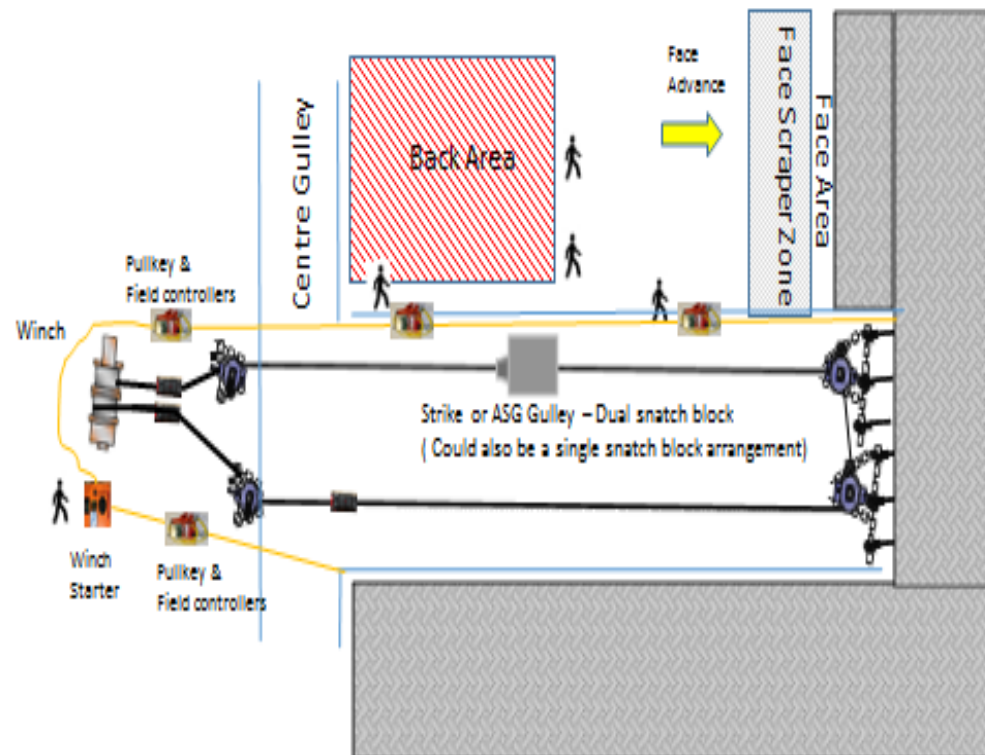 Face
Advance
Face Scraper Zone
Face Area
Centre Gulley
Back Area
Pullkey &
Field controllers
Winch
Strike or ASG Gulley – Dual snatch block
( Could also be a single snatch block arrangement)
Winch
Starter
Pullkey &
Field controllers